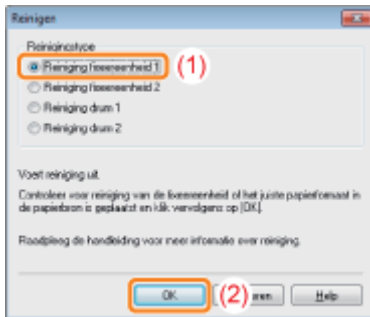 Reinigen
Reinigingstype
Reiniging fixeereenheid 1
(1)
Reiniging fixeereenheid 2
Reiniging drum 1
Reiniging drum 2
Voert reiniging uit.
Controleer voor reiniging van de fixeereenheid of het juiste papierformaat in
de papierbron is geplaatst en klik vervolgens op [OK].
Raadpleeg de handleiding voor meer informatie over reiniging.
OK
(2)
Help